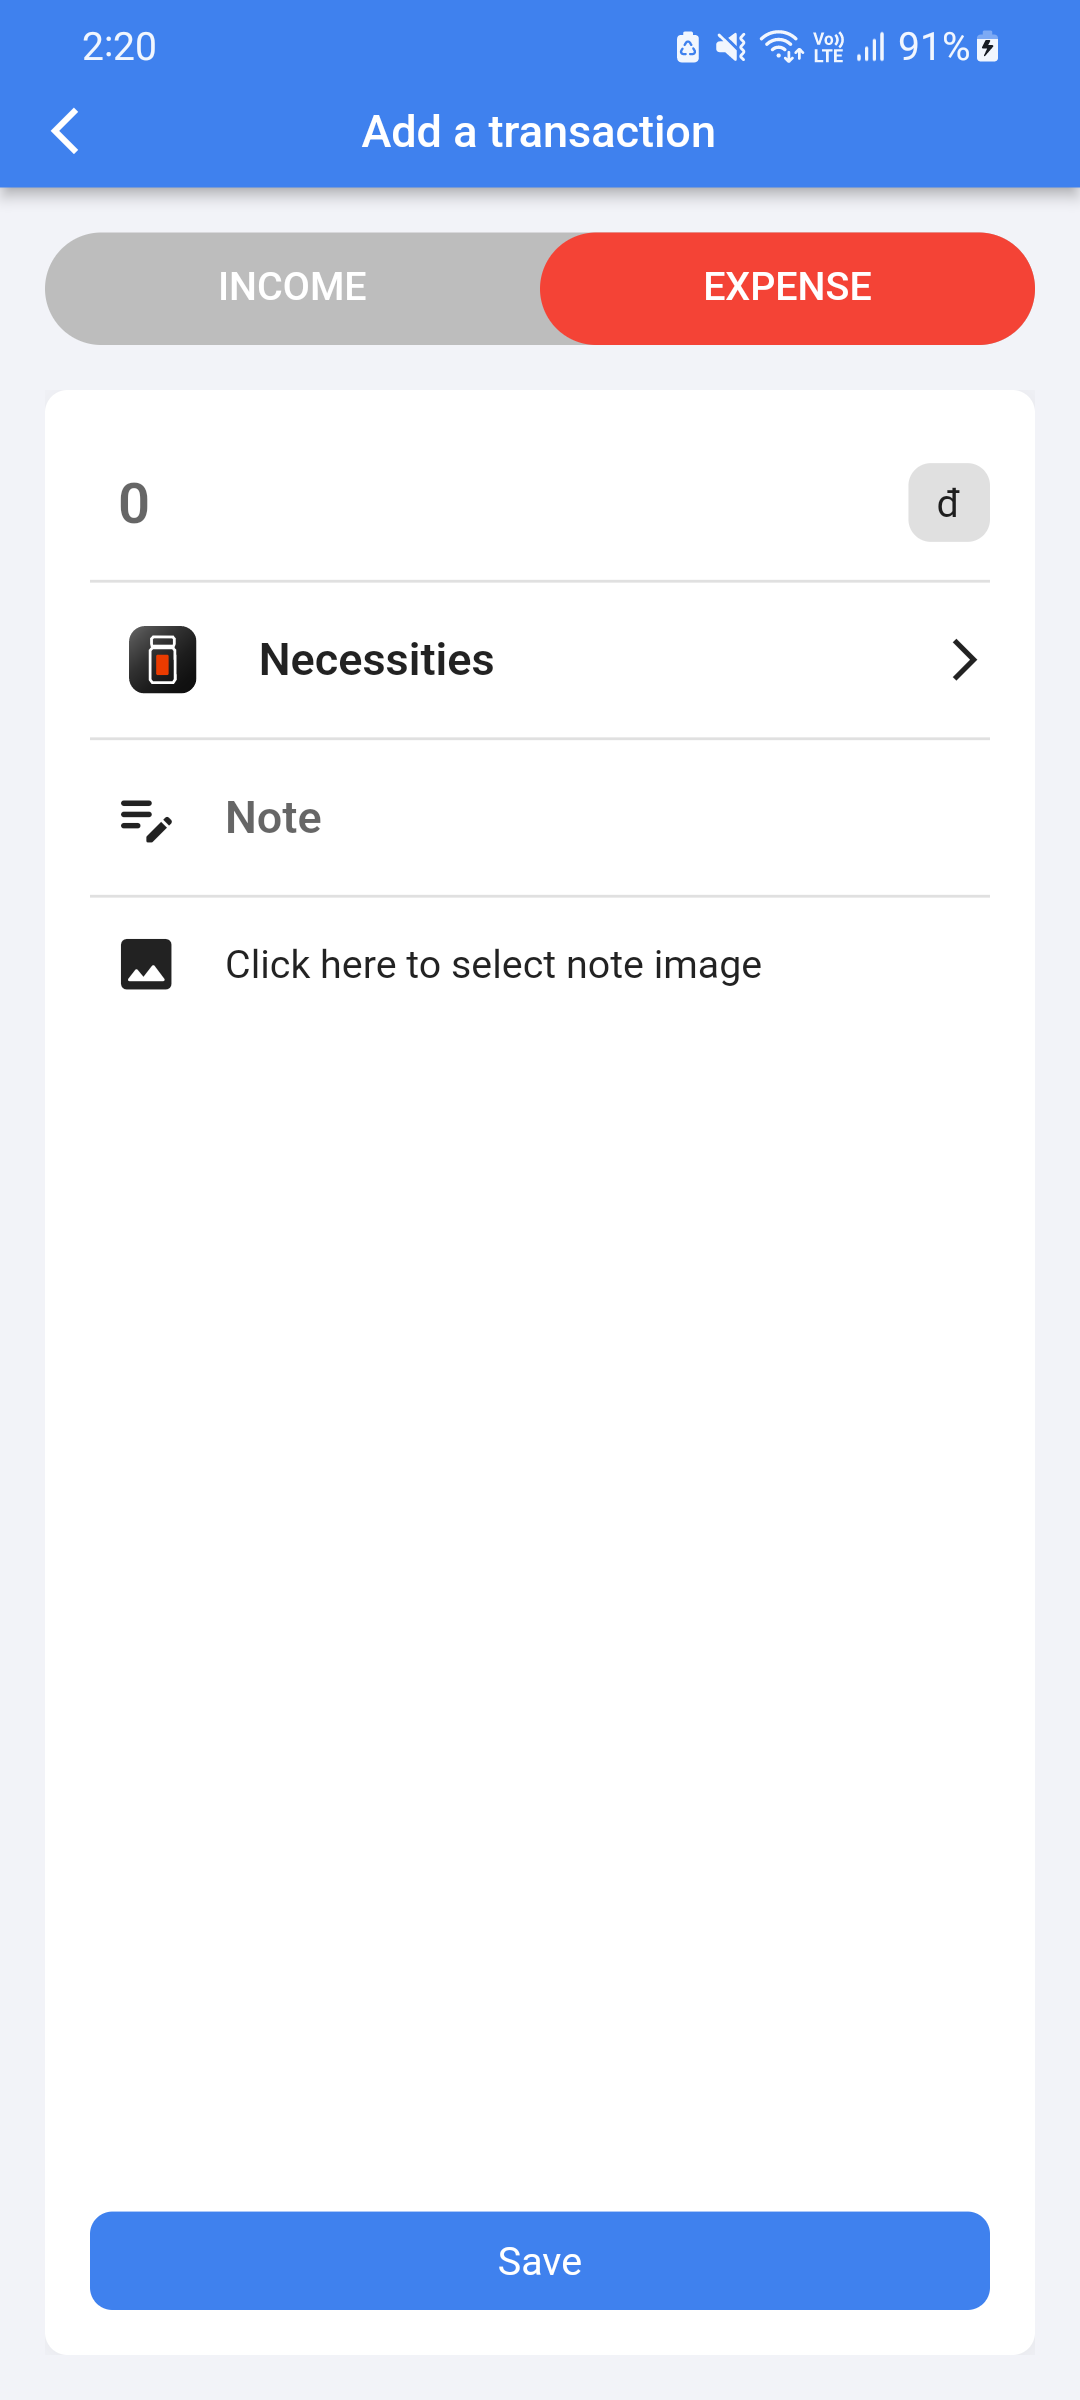 2:20
Vo))
LTE
91%
Add a transaction
INCOME
EXPENSE
0
đ
Necessities
Note
Click here to select note image
Save